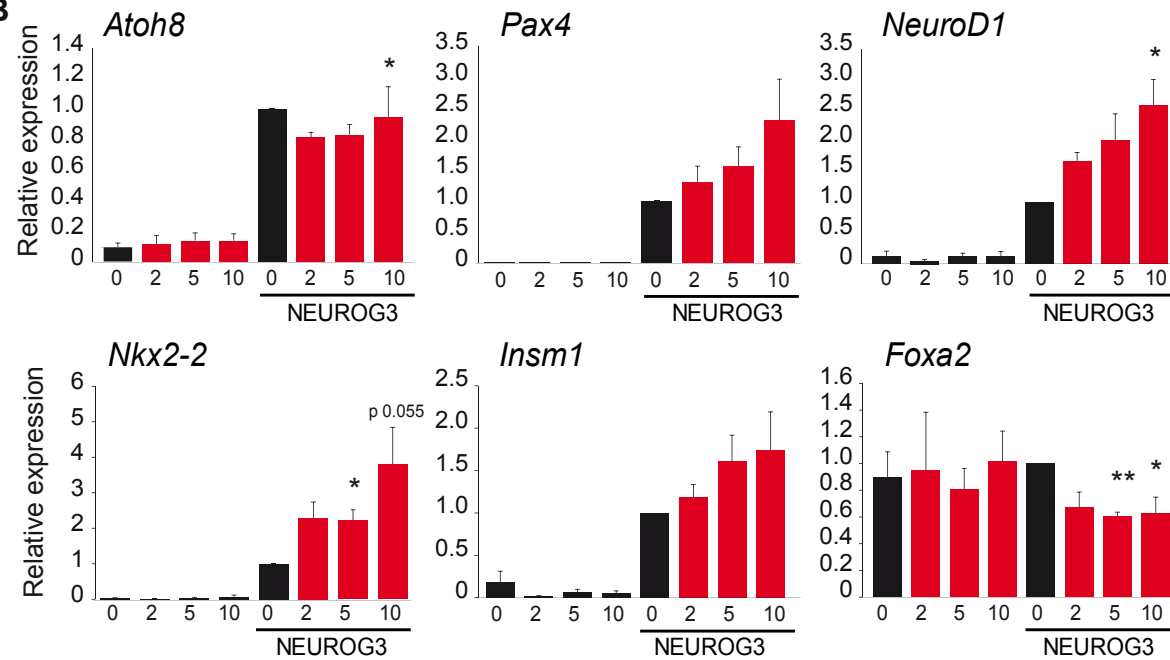 B
Atoh8 Pax4 NeuroD1
Relative expression
1.4 1.2 1.0 0.8 0.6 0.4 0.2 0
*
0 2 5 10 0 2 5 10
NEUROG3
3.5 3.0 2.5 2.0 1.5 1.0 0.5 0
0 2 5 10 0 2 5 10
NEUROG3
3.5 3.0 2.5 2.0 1.5 1.0 0.5 0
*
0 2 5 10 0 2 5 10
NEUROG3
Nkx2-2 Insm1 Foxa2
Relative expression
6 5 4 3 2 1 0
p 0.055
*
0 2 5 10 0 2 5 10
NEUROG3
2.5 2.0 1.5 1.0 0.5 0
0 2 5 10 0 2 5 10
NEUROG3
1.6 1.4 1.2 1.0 0.8 0.6 0.4 0.2 0
** *
0 2 5 10 0 2 5 10
NEUROG3